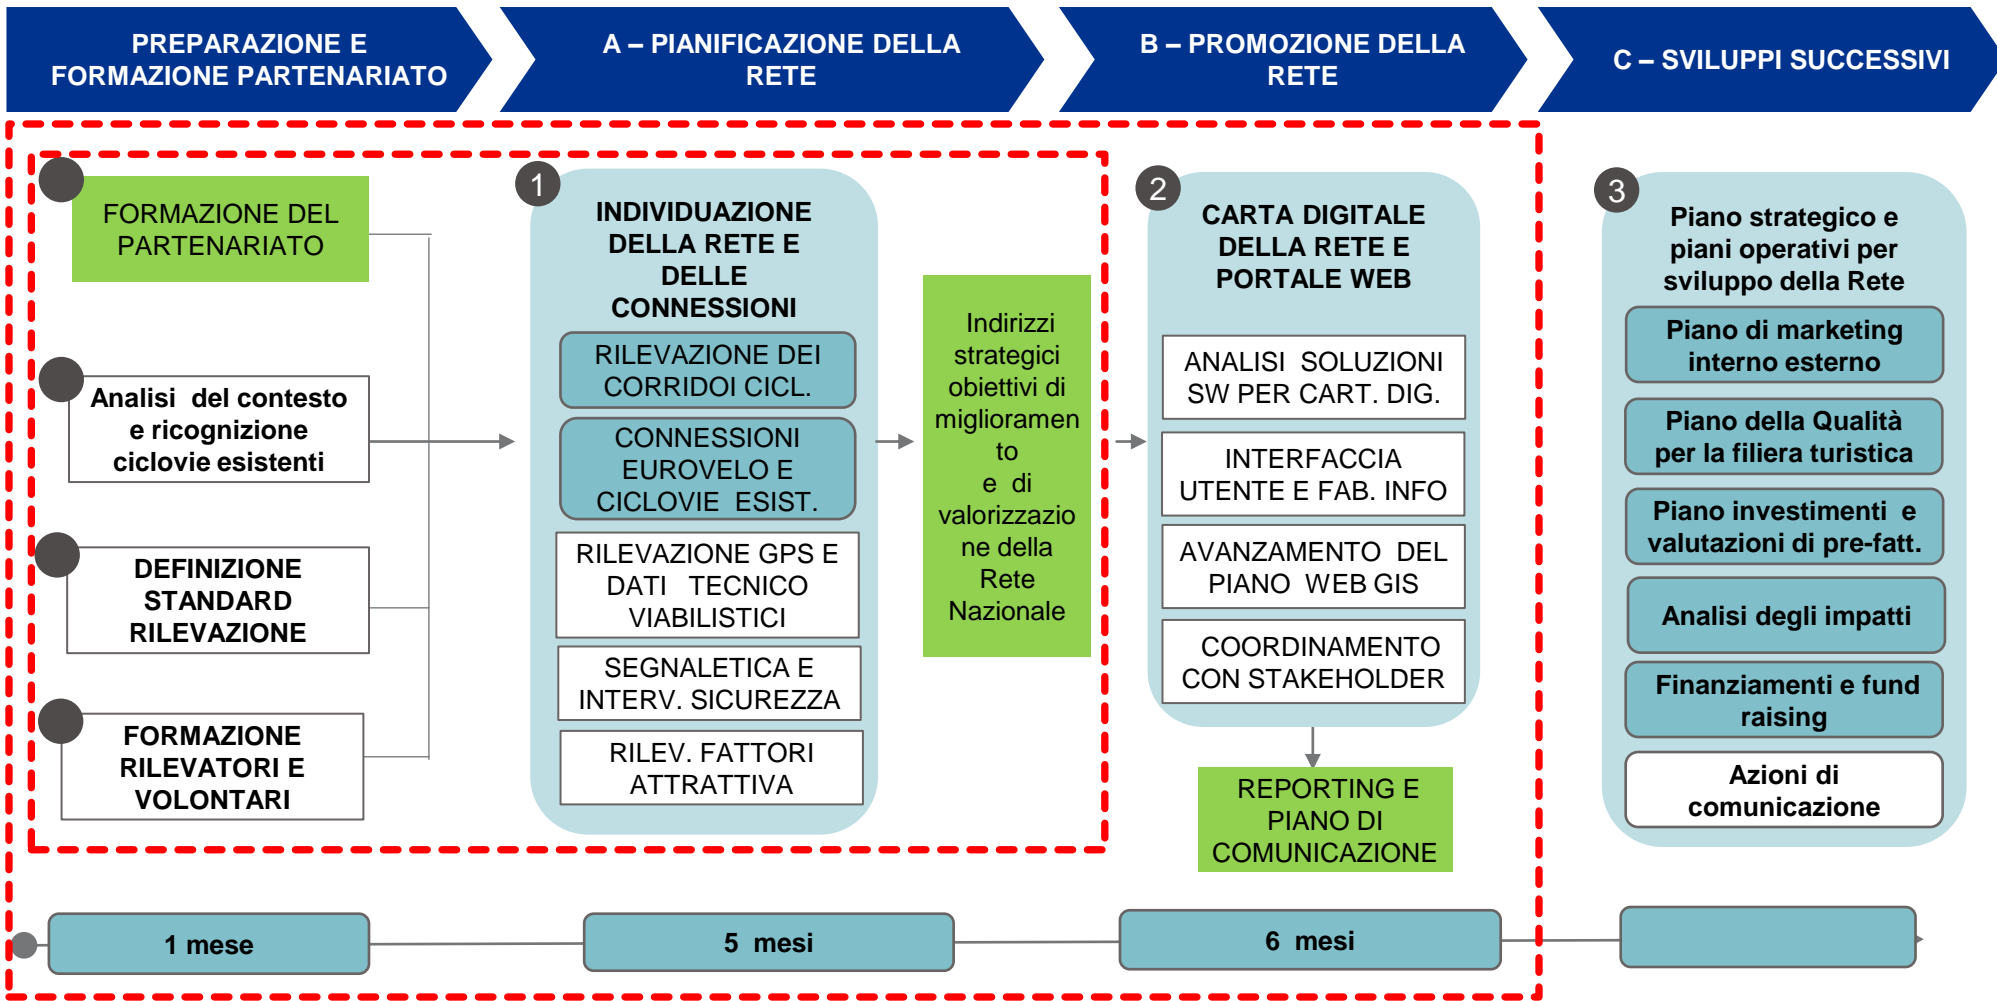 PREPARAZIONE E
FORMAZIONE PARTENARIATO
A – PIANIFICAZIONE DELLA
RETE
B – PROMOZIONE DELLA
RETE
C – SVILUPPI SUCCESSIVI
FORMAZIONE DEL
PARTENARIATO
Analisi del contesto
e ricognizione
ciclovie esistenti
DEFINIZIONE
STANDARD
RILEVAZIONE
FORMAZIONE
RILEVATORI E
VOLONTARI
1
INDIVIDUAZIONE
DELLA RETE E
DELLE
CONNESSIONI
RILEVAZIONE DEI
CORRIDOI CICL.
CONNESSIONI
EUROVELO E
CICLOVIE ESIST.
RILEVAZIONE GPS E
DATI TECNICO
VIABILISTICI
SEGNALETICA E
INTERV. SICUREZZA
RILEV. FATTORI
ATTRATTIVA
Indirizzi
strategici
obiettivi di
miglioramen
to
e di
valorizzazio
ne della
Rete
Nazionale
2
CARTA DIGITALE
DELLA RETE E
PORTALE WEB
ANALISI SOLUZIONI
SW PER CART. DIG.
INTERFACCIA
UTENTE E FAB. INFO
AVANZAMENTO DEL
PIANO WEB GIS
COORDINAMENTO
CON STAKEHOLDER
REPORTING E
PIANO DI
COMUNICAZIONE
3
Piano strategico e
piani operativi per
sviluppo della Rete
Piano di marketing
interno esterno
Piano della Qualità
per la filiera turistica
Piano investimenti e
valutazioni di pre-fatt.
Analisi degli impatti
Finanziamenti e fund
raising
Azioni di
comunicazione
1 mese
5 mesi
6 mesi